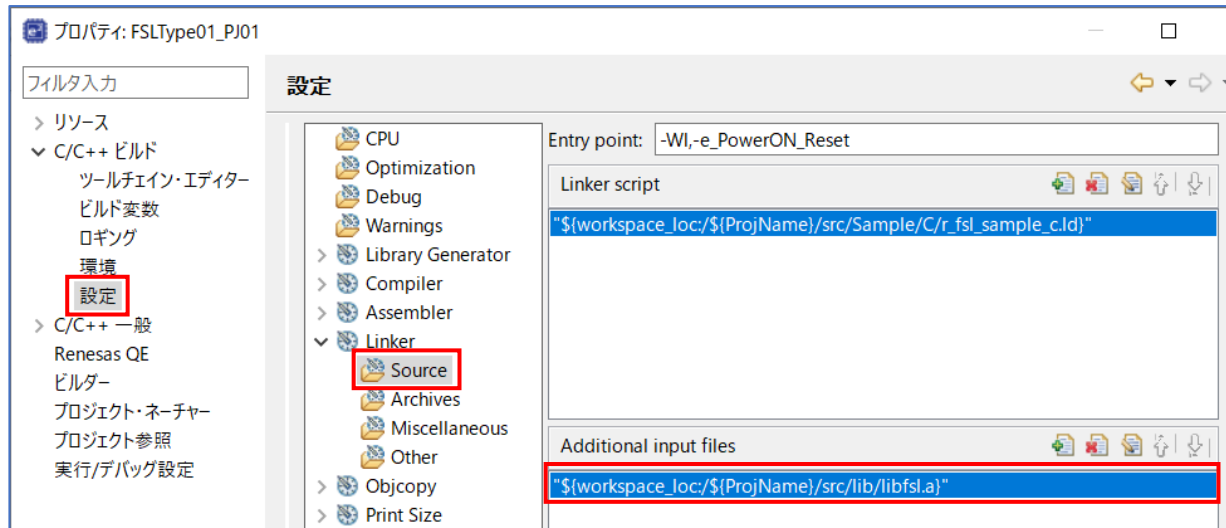 プロパティ: FSLType01_PJ01
フィルタ入力
リソース
C/C++ ビルド
ツールチェイン・エディター
ビルド変数
ロギング
環境
設定
C/C++ 一般
Renesas QE
ビルダー
プロジェクト・ネーチャー
プロジェクト参照
実行/デバッグ設定
設定
CPU
Optimization
Debug
Warnings
Library Generator
Compiler
Assembler
Linker
Source
Archives
Miscellaneous
Other
Objcopy
Print Size
Entry point: -Wl,-e_PowerON_Reset
Linker script
"${workspace_loc:/${ProjName}/src/Sample/C/r_fsl_sample_c.ld}"
Additional input files
"${workspace_loc:/${ProjName}/src/lib/libfsl.a}"